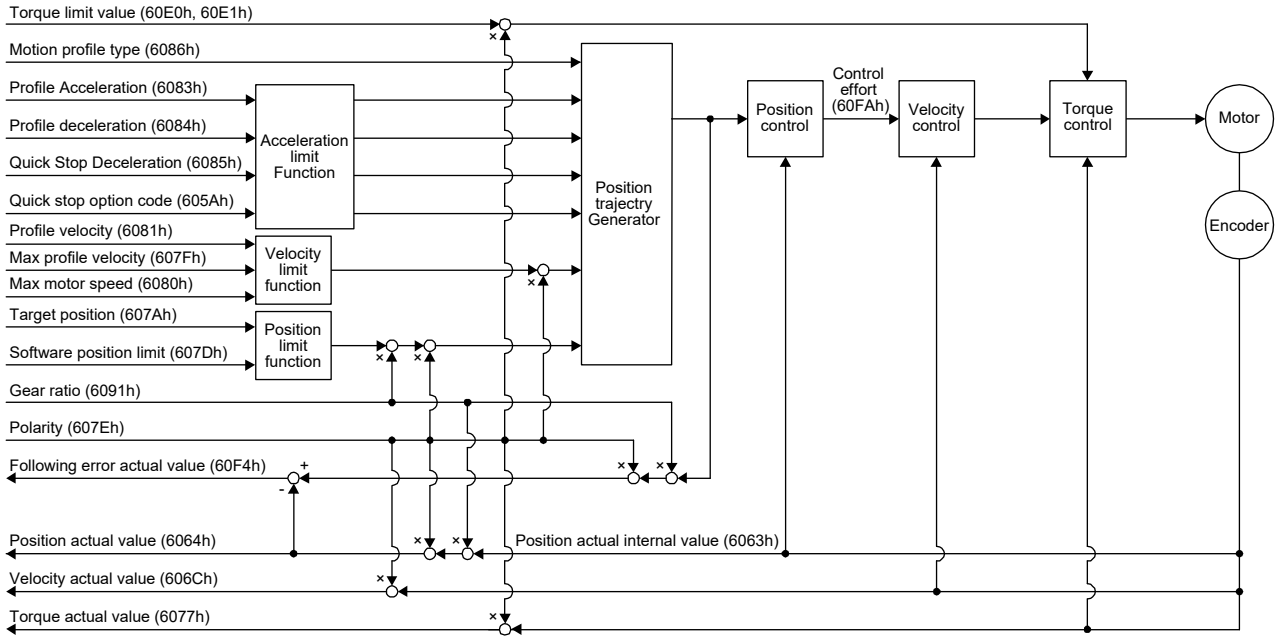 Torque limit value (60E0h, 60E1h)
×
Motion profile type (6086h)
Profile Acceleration (6083h)
Profile deceleration (6084h)
Quick Stop Deceleration (6085h)
Quick stop option code (605Ah)
Acceleration
limit
Function
Profile velocity (6081h)
Max profile velocity (607Fh)
Max motor speed (6080h)
Velocity
limit
function
×
Target position (607Ah)
Software position limit (607Dh)
Position
limit
function
×
×
Position
trajectry
Generator
Position
control
Control
effort
(60FAh)
Velocity
control
Torque
control
Motor
Encoder
Gear ratio (6091h)
Polarity (607Eh)
Following error actual value (60F4h)
+
-
×
×
Position actual value (6064h)
×
×
Position actual internal value (6063h)
Velocity actual value (606Ch)
×
Torque actual value (6077h)
×